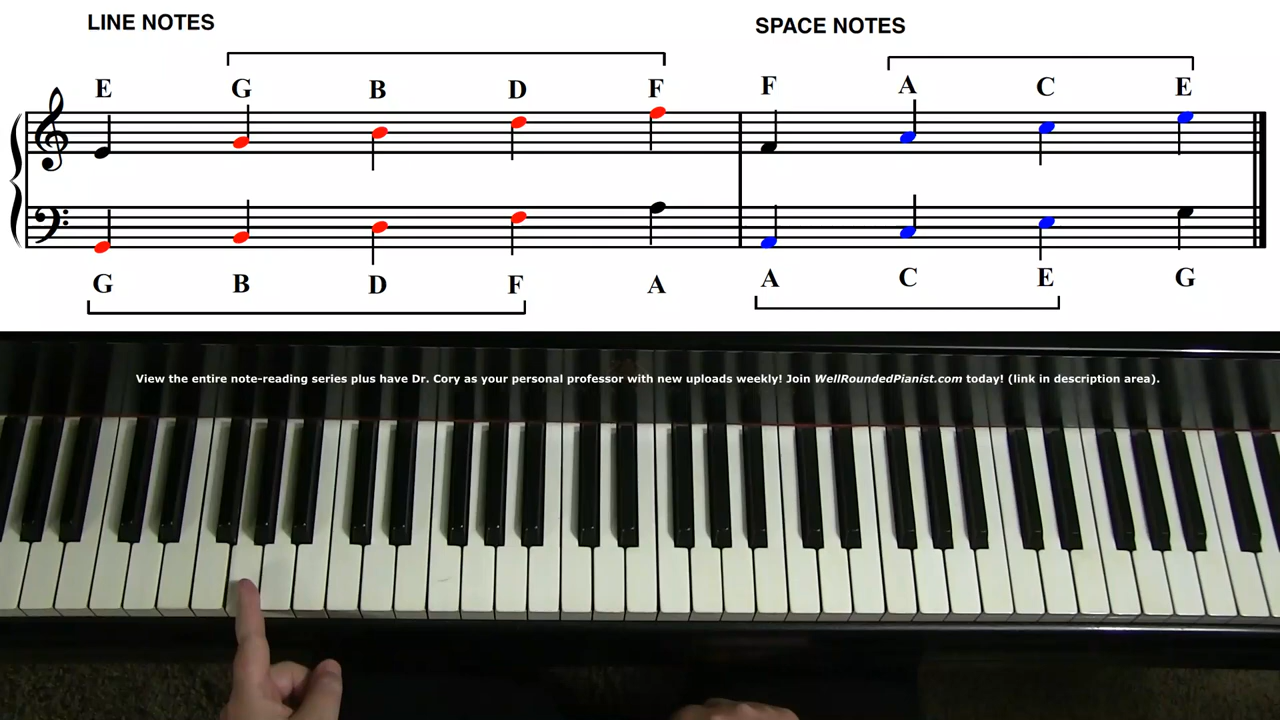 LINE NOTES
SPACE NOTES
E G B D F
F A C E
G B D F A
A C E G
View the entire note-reading series plus have Dr. Cory as your personal professor with new uploads weekly! Join WellRoundedPianist.com today! (link in description area).